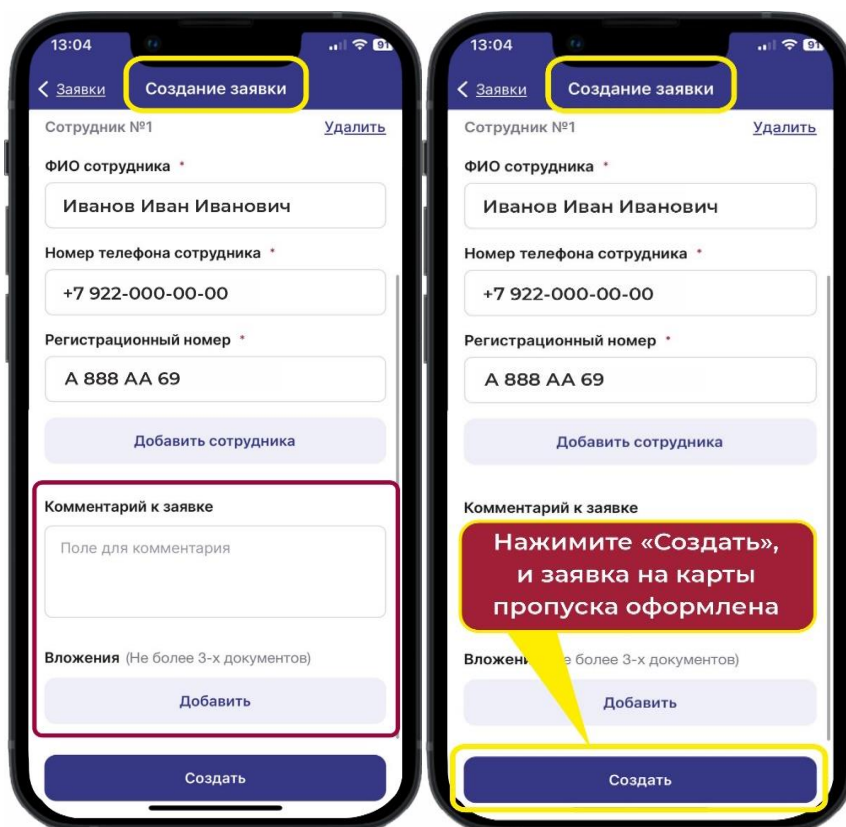 13:04
91
Заявки
Создание заявки
Сотрудник №1
Удалить
ФИО сотрудника *
Иванов Иван Иванович
Номер телефона сотрудника *
+7 922-000-00-00
Регистрационный номер *
А 888 АА 69
Добавить сотрудника
Комментарий к заявке
Поле для комментария
Вложения (Не более 3-х документов)
Добавить
Создать
13:04
91
Заявки
Создание заявки
Сотрудник №1
Удалить
ФИО сотрудника *
Иванов Иван Иванович
Номер телефона сотрудника *
+7 922-000-00-00
Регистрационный номер *
А 888 АА 69
Добавить сотрудника
Комментарий к заявке
Нажимите «Создать»,
и заявка на карты
пропуска оформлена
более 3-х документов)
Добавить
Создать